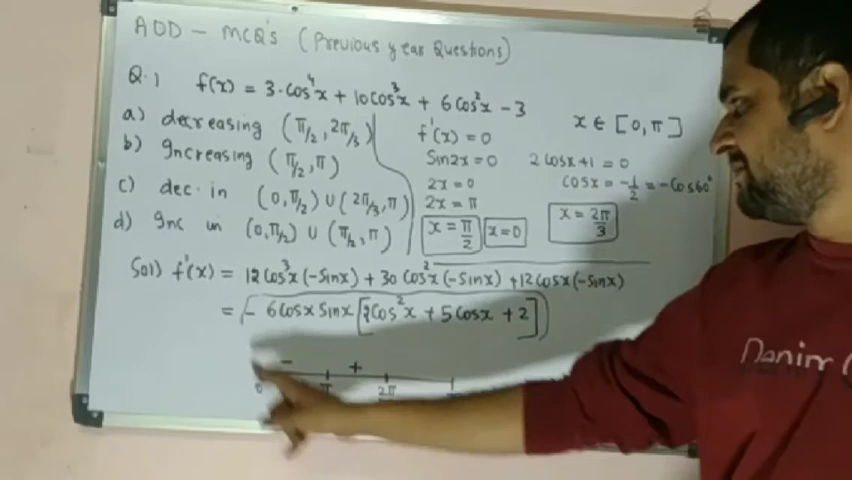 AOD - MCQ's (Previous year Questions)
Q.1 f(x) = 3·cos⁴x + 10cos³x + 6cos²x - 3
x ∈ [0, π]
a) decreasing (π/2, 2π/3)
b) Increasing (π/2, π)
c) dec. in (0, π/2) ∪ (2π/3, π)
d) Inc in (0, π/2) ∪ (π/2, π)
f'(x) = 0
Sin2x = 0
2x = 0
2x = π
x = π/2
x = 0
2cosx + 1 = 0
cosx = -1/2 = -cos60°
x = 2π/3
Sol) f'(x) = 12cos³x(-sinx) + 30cos²x(-sinx) + 12cosx(-sinx)
= - 6cosx sinx [2cos²x + 5cosx + 2]
- +
0 π 2π
Denim